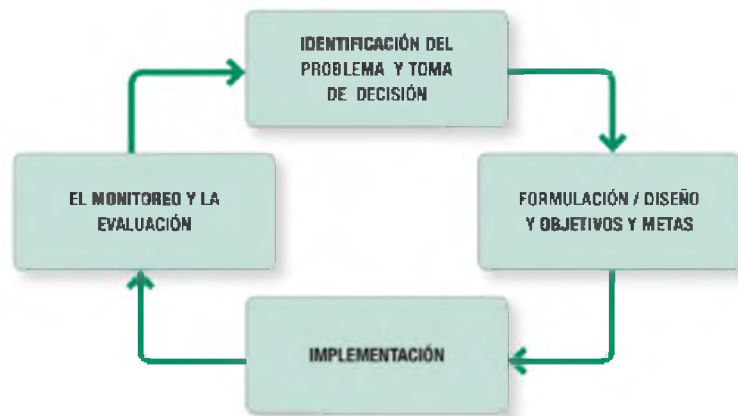 IDENTIFICACIÓN DEL
PROBLEMA Y TOMA
DE DECISIÓN
FORMULACIÓN / DISEÑO
Y OBJETIVOS Y METAS
IMPLEMENTACIÓN
EL MONITOREO Y LA
EVALUACIÓN